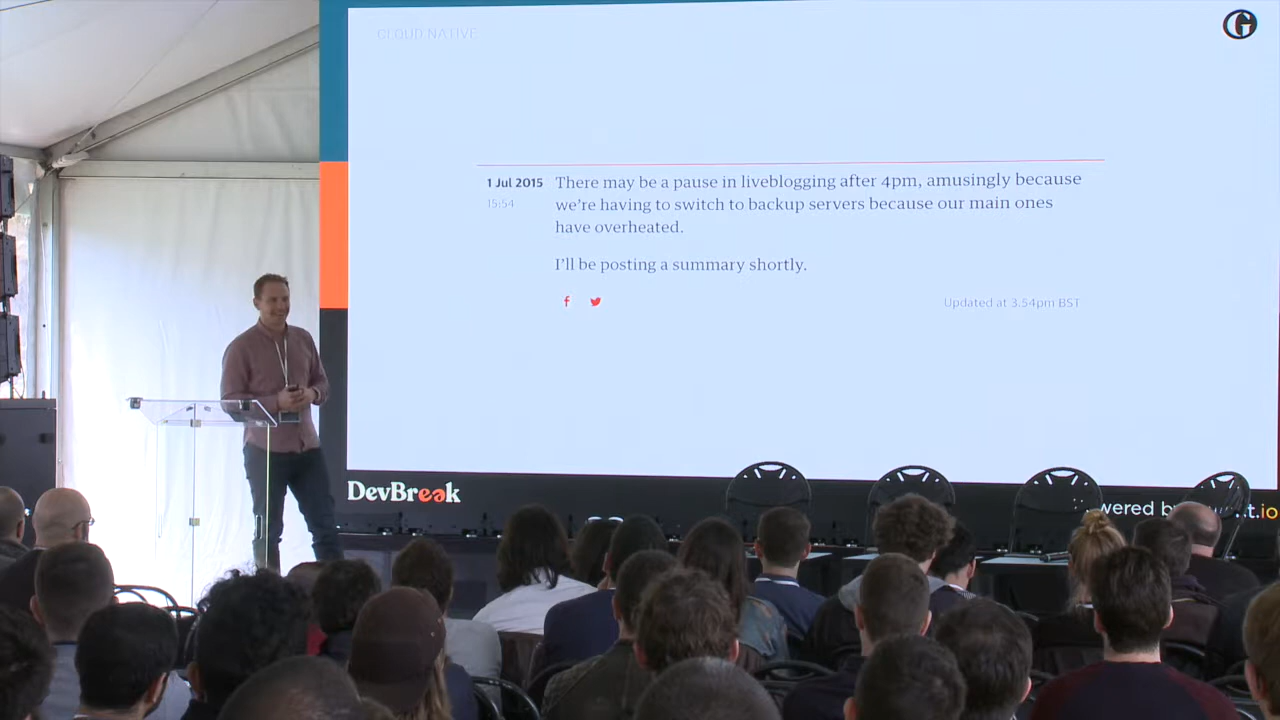 CLOUD NATIVE
G
1 Jul 2015
15:54
There may be a pause in liveblogging after 4pm, amusingly because
we're having to switch to backup servers because our main ones
have overheated.
I'll be posting a summary shortly.
Updated at 3.54pm BST
DevBreak